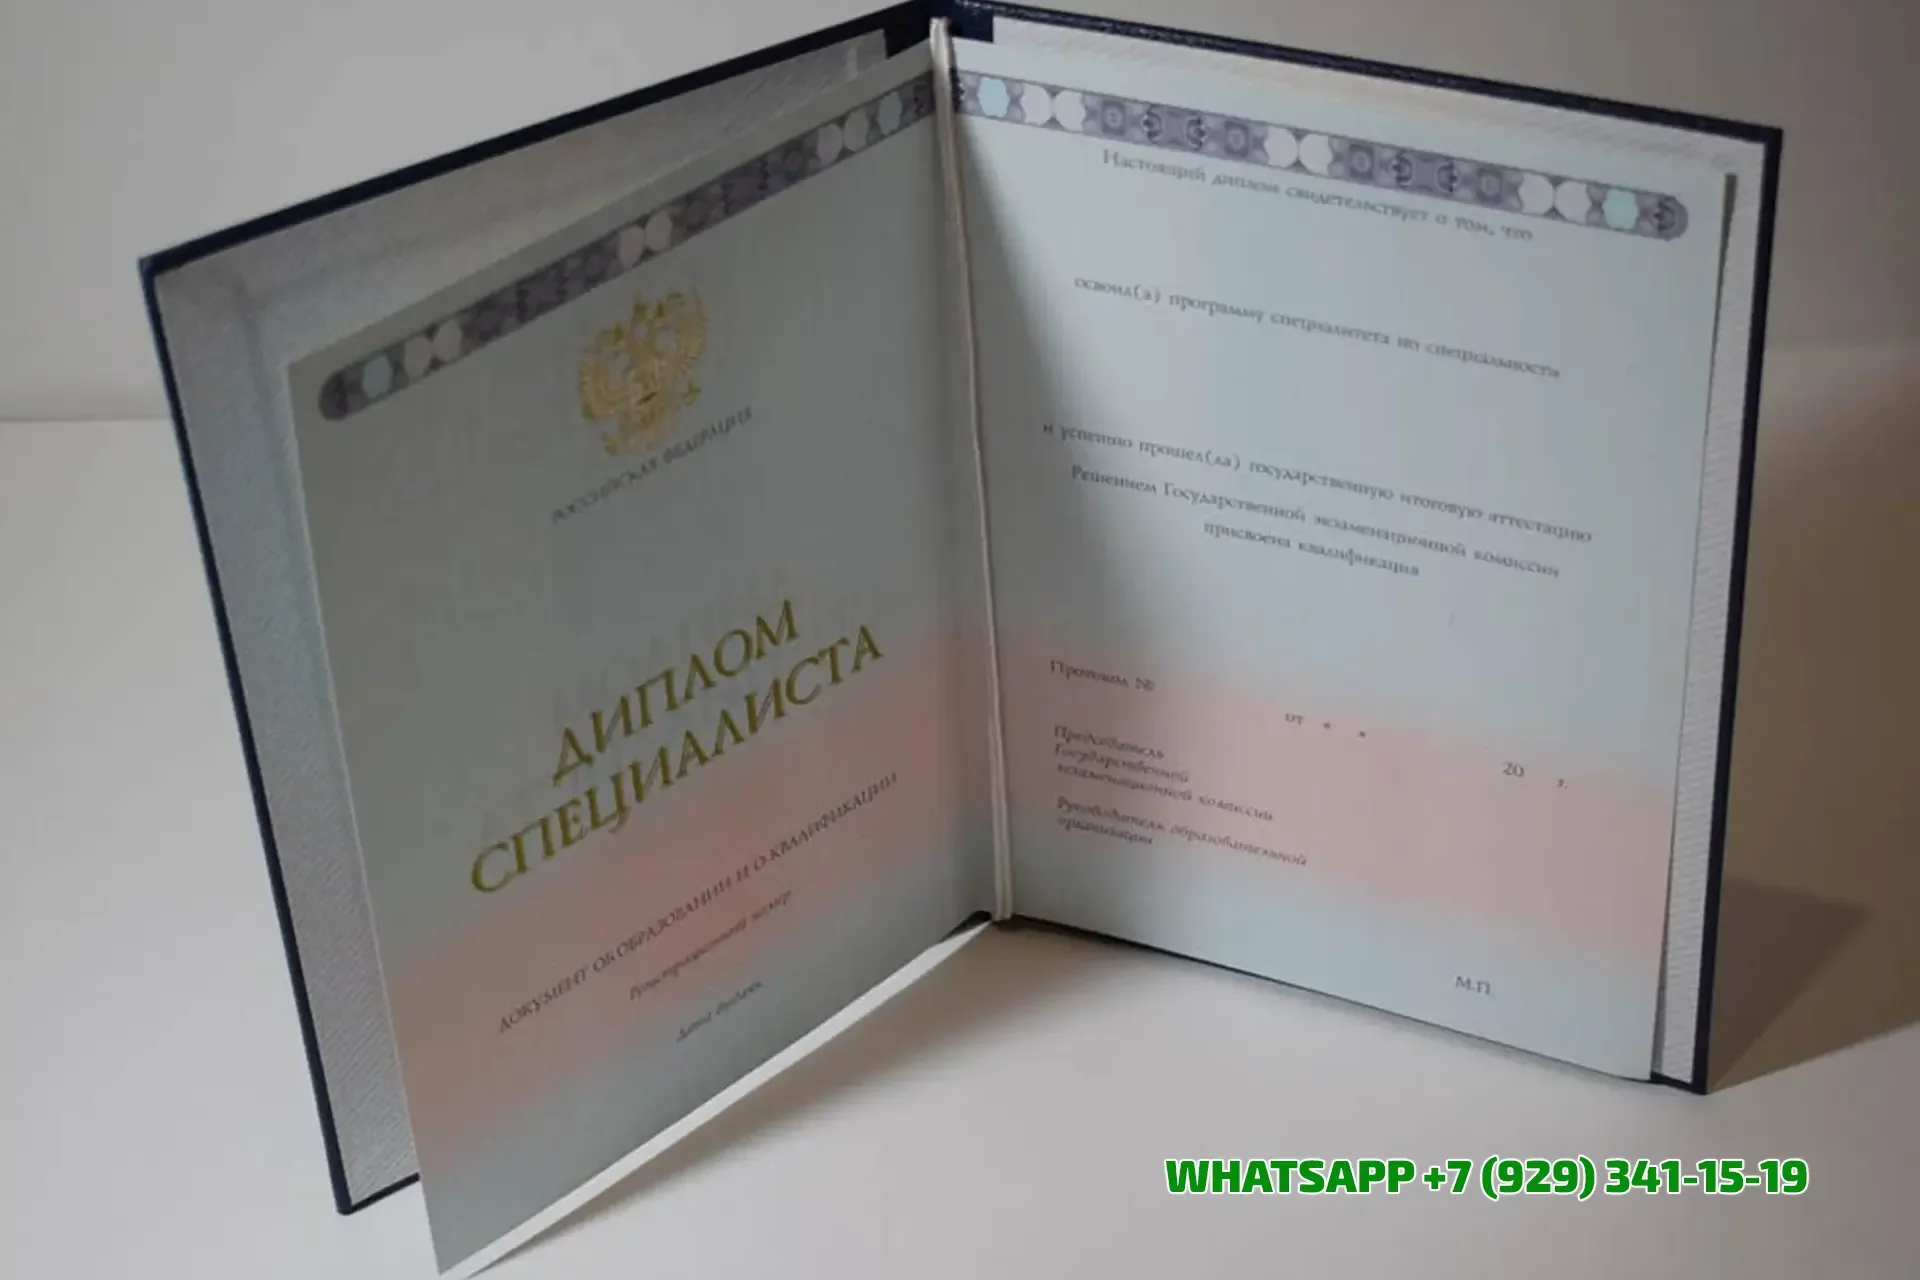 РОССИЙСКАЯ ФЕДЕРАЦИЯ
ДИПЛОМ
СПЕЦИАЛИСТА
ДОКУМЕНТ ОБ ОБРАЗОВАНИИ И О КВАЛИФИКАЦИИ
Регистрационный номер
Дата выдачи
Настоящий диплом свидетельствует о том, что
освоил(а) программу специалитета по специальности
и успешно прошел(ла) государственную итоговую аттестацию
Решением Государственной экзаменационной комиссии
присвоена квалификация
Протокол №
от « » 20 г.
Председатель
Государственной
экзаменационной комиссии
Руководитель образовательной
организации
М.П.
WHATSAPP +7 (929) 341-15-19